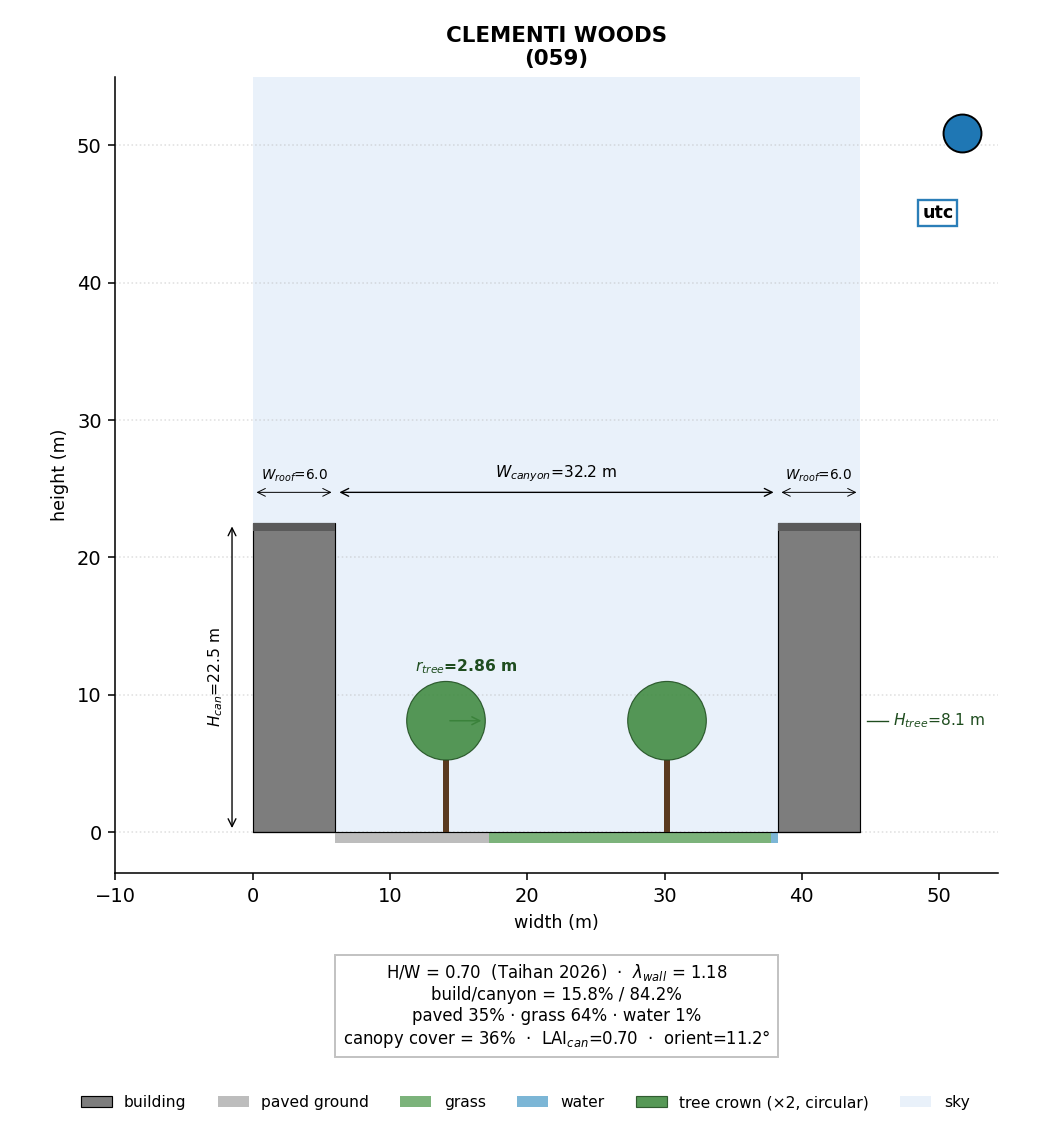 CLEMENTI WOODS
(059)
50
40
30
20
10
0
height (m)
utc
W_roof=6.0
W_canyon=32.2 m
W_roof=6.0
H_can=22.5 m
r_tree=2.86 m
H_tree=8.1 m
−10 0 10 20 30 40 50
width (m)
H/W = 0.70 (Taihan 2026) · λ_wall = 1.18
build/canyon = 15.8% / 84.2%
paved 35% · grass 64% · water 1%
canopy cover = 36% · LAI_can=0.70 · orient=11.2°
building paved ground grass water tree crown (×2, circular) sky